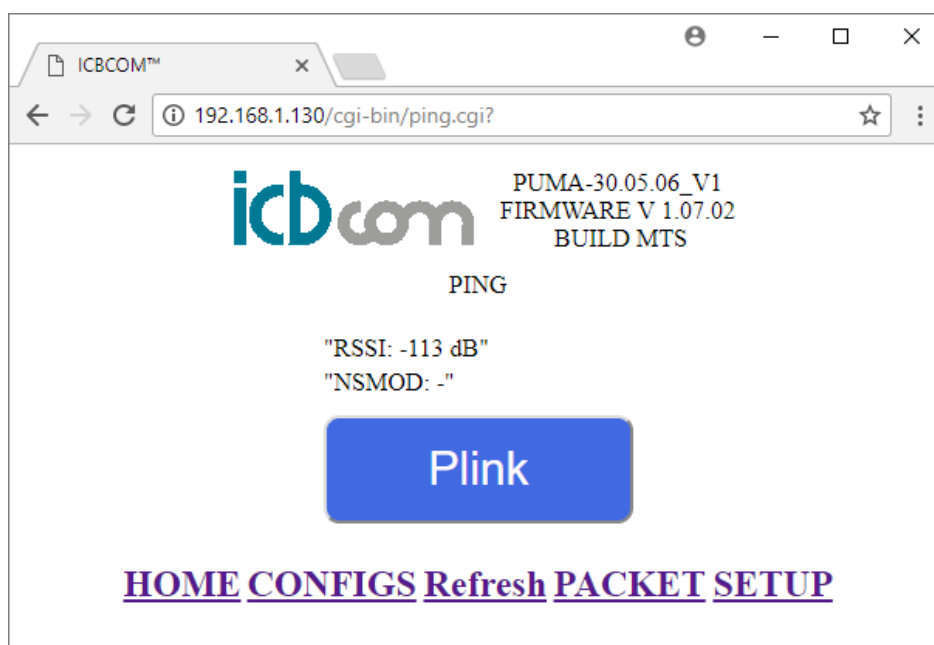 ICBCOM™
192.168.1.130/cgi-bin/ping.cgi?
icbcom
PUMA-30.05.06_V1
FIRMWARE V 1.07.02
BUILD MTS
PING
"RSSI: -113 dB"
"NSMOD: -"
Plink
HOME CONFIGS Refresh PACKET SETUP